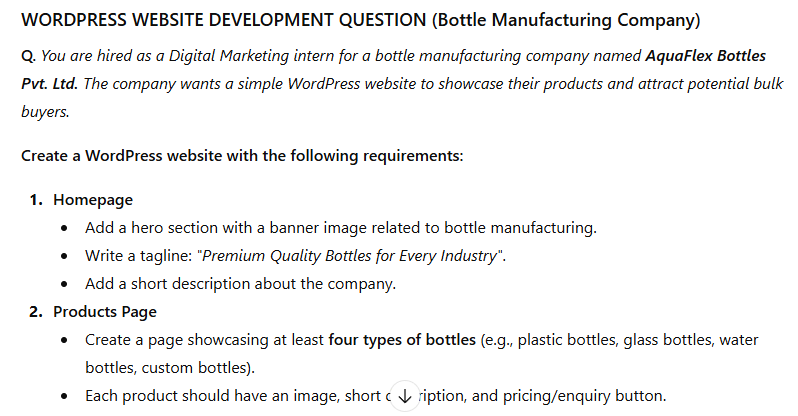 WORDPRESS WEBSITE DEVELOPMENT QUESTION (Bottle Manufacturing Company)
Q. You are hired as a Digital Marketing intern for a bottle manufacturing company named AquaFlex Bottles
Pvt. Ltd. The company wants a simple WordPress website to showcase their products and attract potential bulk
buyers.
Create a WordPress website with the following requirements:
1. Homepage
• Add a hero section with a banner image related to bottle manufacturing.
• Write a tagline: "Premium Quality Bottles for Every Industry".
• Add a short description about the company.
2. Products Page
• Create a page showcasing at least four types of bottles (e.g., plastic bottles, glass bottles, water
bottles, custom bottles).
• Each product should have an image, short ription, and pricing/enquiry button.